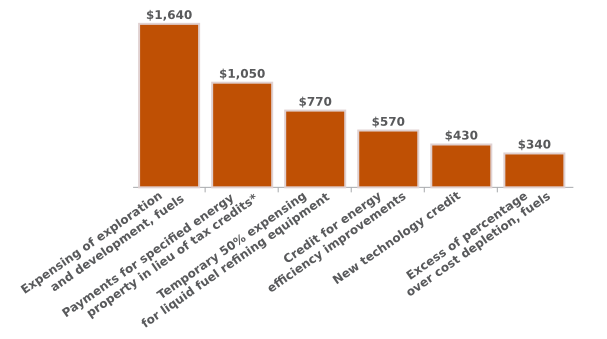 $1,640
$1,050
$770
$570
$430
$340
Expensing of exploration
and development, fuels
Payments for specified energy
property in lieu of tax credits*
Temporary 50% expensing
for liquid fuel refining equipment
Credit for energy
efficiency improvements
New technology credit
Excess of percentage
over cost depletion, fuels